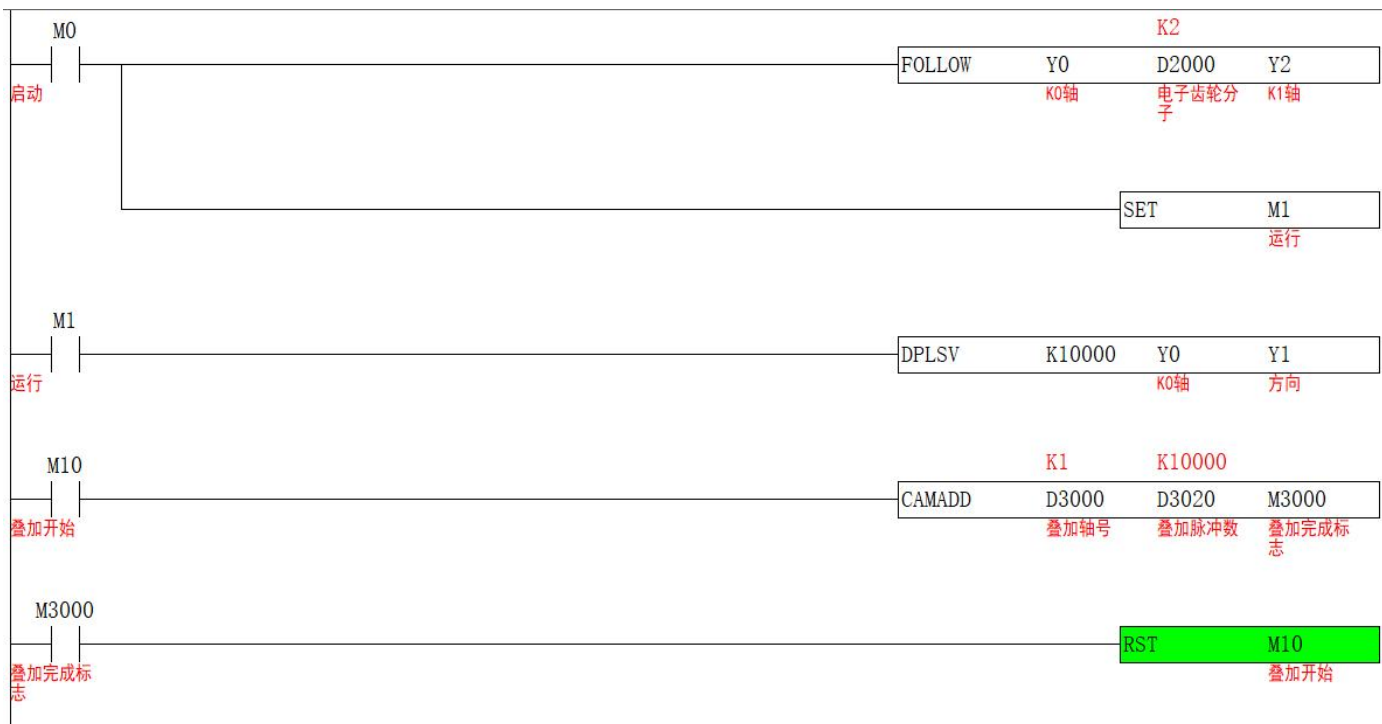 M0
K2
FOLLOW Y0 D2000 Y2
启动
K0轴 电子齿轮分 K1轴
子
SET M1
运行
M1
DPLSV K10000 Y0 Y1
运行
K0轴 方向
M10
K1 K10000
CAMADD D3000 D3020 M3000
叠加开始
叠加轴号 叠加脉冲数 叠加完成标
志
M3000
RST M10
叠加完成标
志
叠加开始